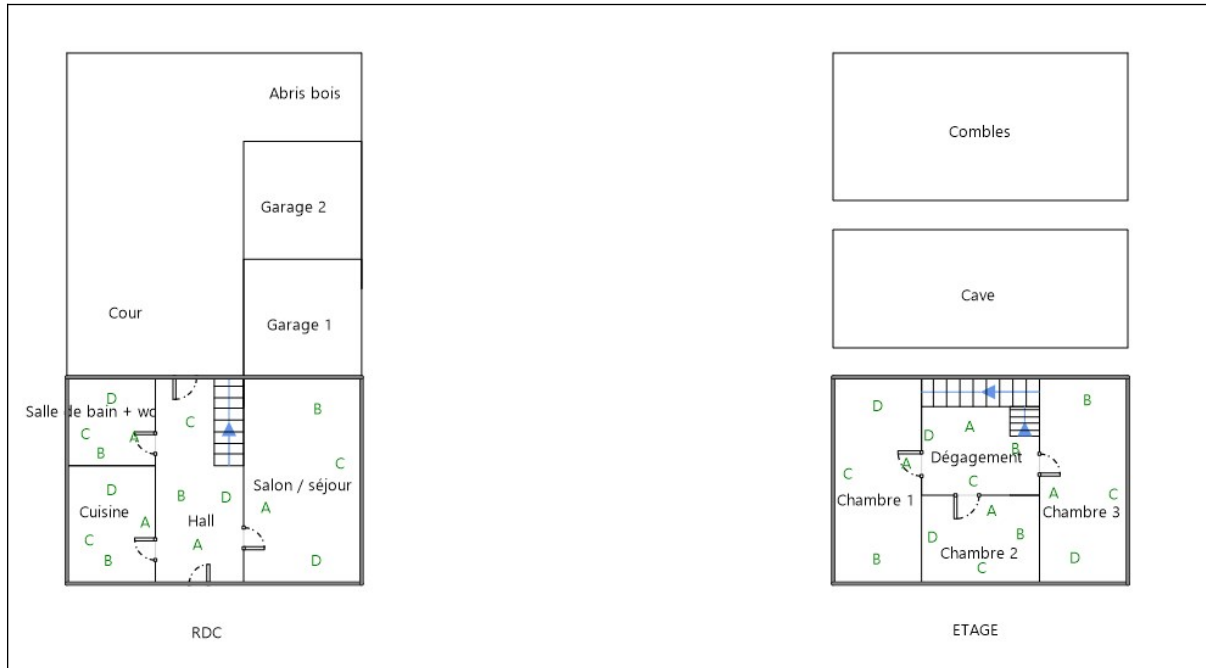 Abris bois
Garage 2
Cour
Garage 1
D
Salle de bain + wc
C
A
B
C
B
C
D
Cuisine
A
C
B
B
D
Hall
A
Salon / séjour
A
D
RDC
Combles
Cave
D
C
A
Chambre 1
B
A
D
B
Dégagement
C
B
A
C
Chambre 3
D
A
D
B
Chambre 2
C
ETAGE